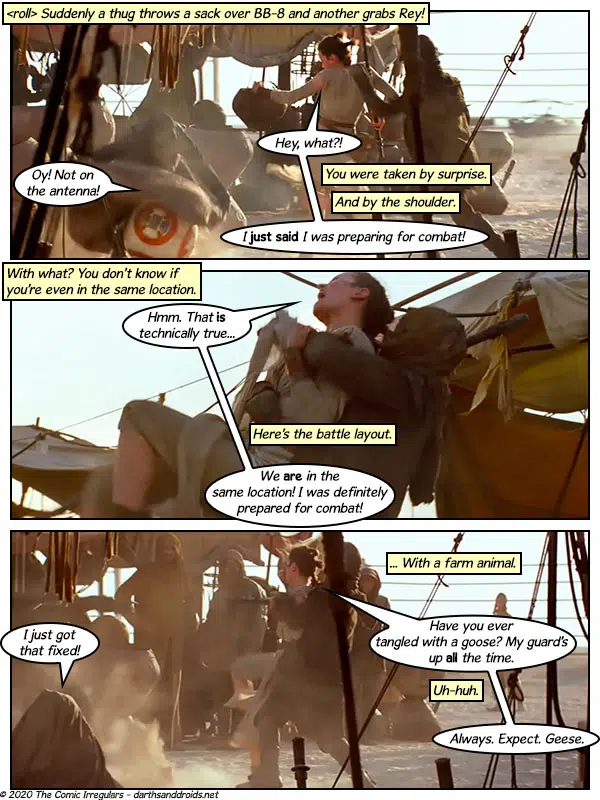 <roll> Suddenly a thug throws a sack over BB-8 and another grabs Rey!
Hey, what?!
Oy! Not on
the antenna!
You were taken by surprise.
And by the shoulder.
I just said I was preparing for combat!
With what? You don't know if
you're even in the same location.
Hmm. That is
technically true...
Here's the battle layout.
We are in the
same location! I was definitely
prepared for combat!
... With a farm animal.
I just got
that fixed!
Have you ever
tangled with a goose? My guard's
up all the time.
Uh-huh.
Always. Expect. Geese.
© 2020 The Comic Irregulars - darthsanddroids.net